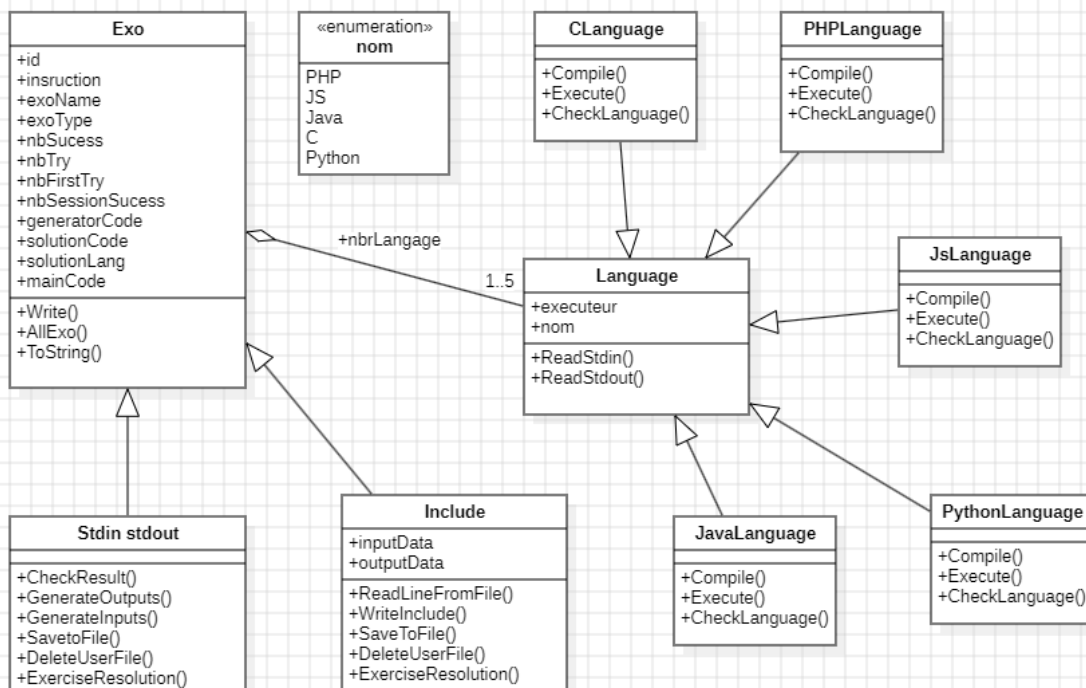 Exo
+id
+insruction
+exoName
+exoType
+nbSucess
+nbTry
+nbFirstTry
+nbSessionSucess
+generatorCode
+solutionCode
+solutionLang
+mainCode
+Write()
+AllExo()
+ToString()
«enumeration»
nom
PHP
JS
Java
C
Python
CLanguage
+Compile()
+Execute()
+CheckLanguage()
PHPLanguage
+Compile()
+Execute()
+CheckLanguage()
+nbrLangage
1..5
Language
+executeur
+nom
+ReadStdin()
+ReadStdout()
JsLanguage
+Compile()
+Execute()
+CheckLanguage()
Stdin stdout
+CheckResult()
+GenerateOutputs()
+GenerateInputs()
+SavetoFile()
+DeleteUserFile()
+ExerciseResolution()
Include
+inputData
+outputData
+ReadLineFromFile()
+WriteInclude()
+SaveToFile()
+DeleteUserFile()
+ExerciseResolution()
JavaLanguage
+Compile()
+Execute()
+CheckLanguage()
PythonLanguage
+Compile()
+Execute()
+CheckLanguage()